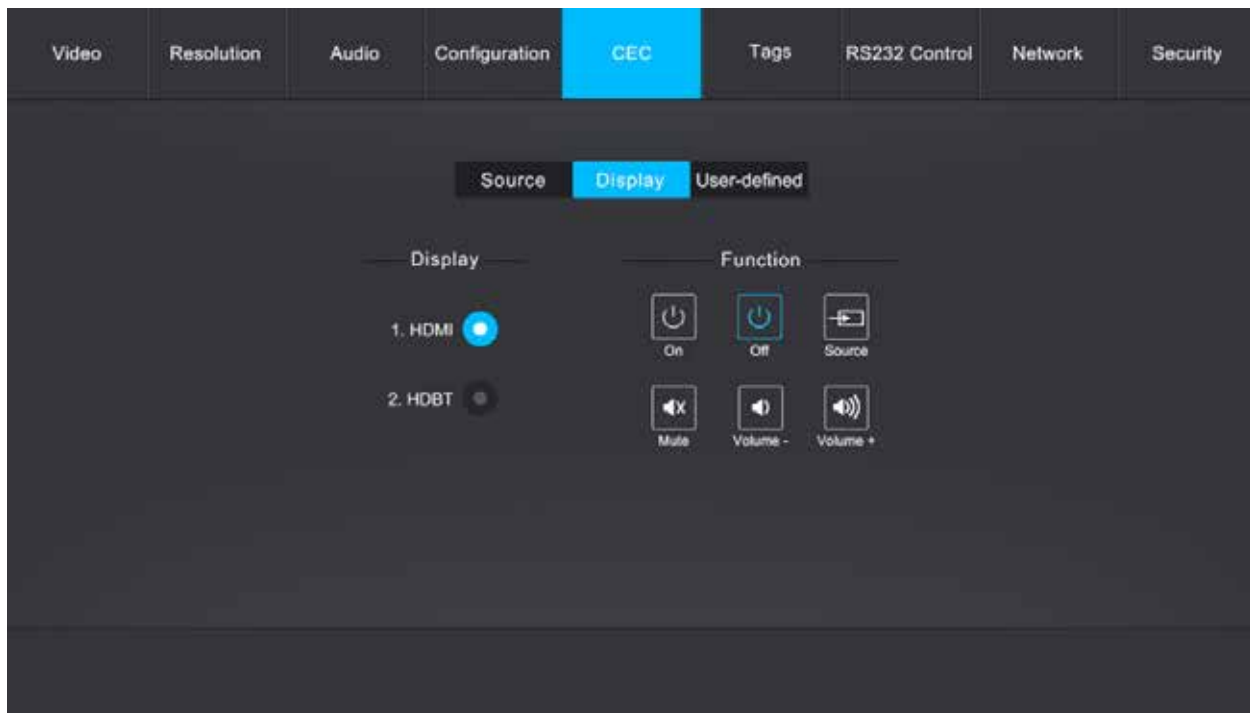 Video Resolution Audio Configuration CEC Tags RS232 Control Network Security
Source Display User-defined
Display
1. HDMI
2. HDBT
Function
On Off Source
Mute Volume - Volume +